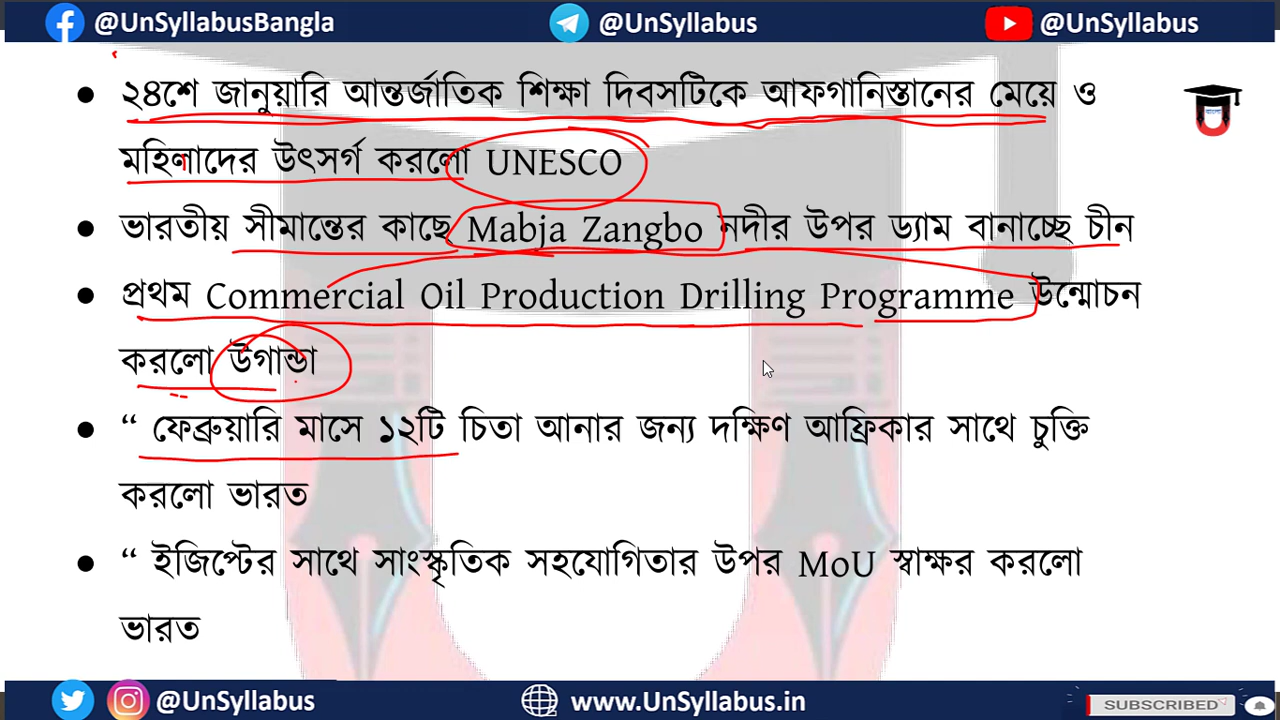 @UnSyllabusBangla
@UnSyllabus
@UnSyllabus
● ২৪শে জানুয়ারি আন্তর্জাতিক শিক্ষা দিবসটিকে আফগানিস্তানের মেয়ে ও
মহিলাদের উৎসর্গ করলো UNESCO
● ভারতীয় সীমান্তের কাছে Mabja Zangbo নদীর উপর ড্যাম বানাচ্ছে চীন
● প্রথম Commercial Oil Production Drilling Programme উন্মোচন
করলো উগান্ডা
● “ ফেব্রুয়ারি মাসে ১২টি চিতা আনার জন্য দক্ষিণ আফ্রিকার সাথে চুক্তি
করলো ভারত
● “ ইজিপ্টের সাথে সাংস্কৃতিক সহযোগিতার উপর MoU স্বাক্ষর করলো
ভারত
@UnSyllabus
www.UnSyllabus.in
SUBSCRIBED